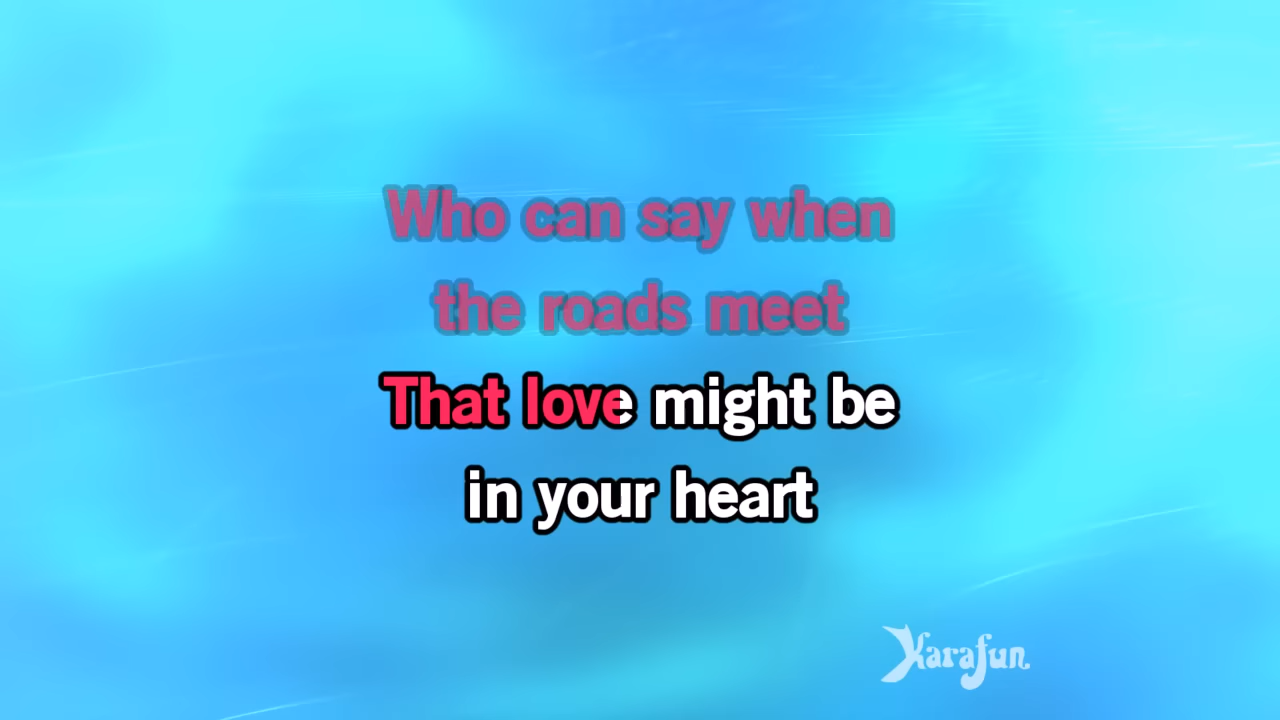 Who can say when
the roads meet
That love might be
in your heart
Karafun